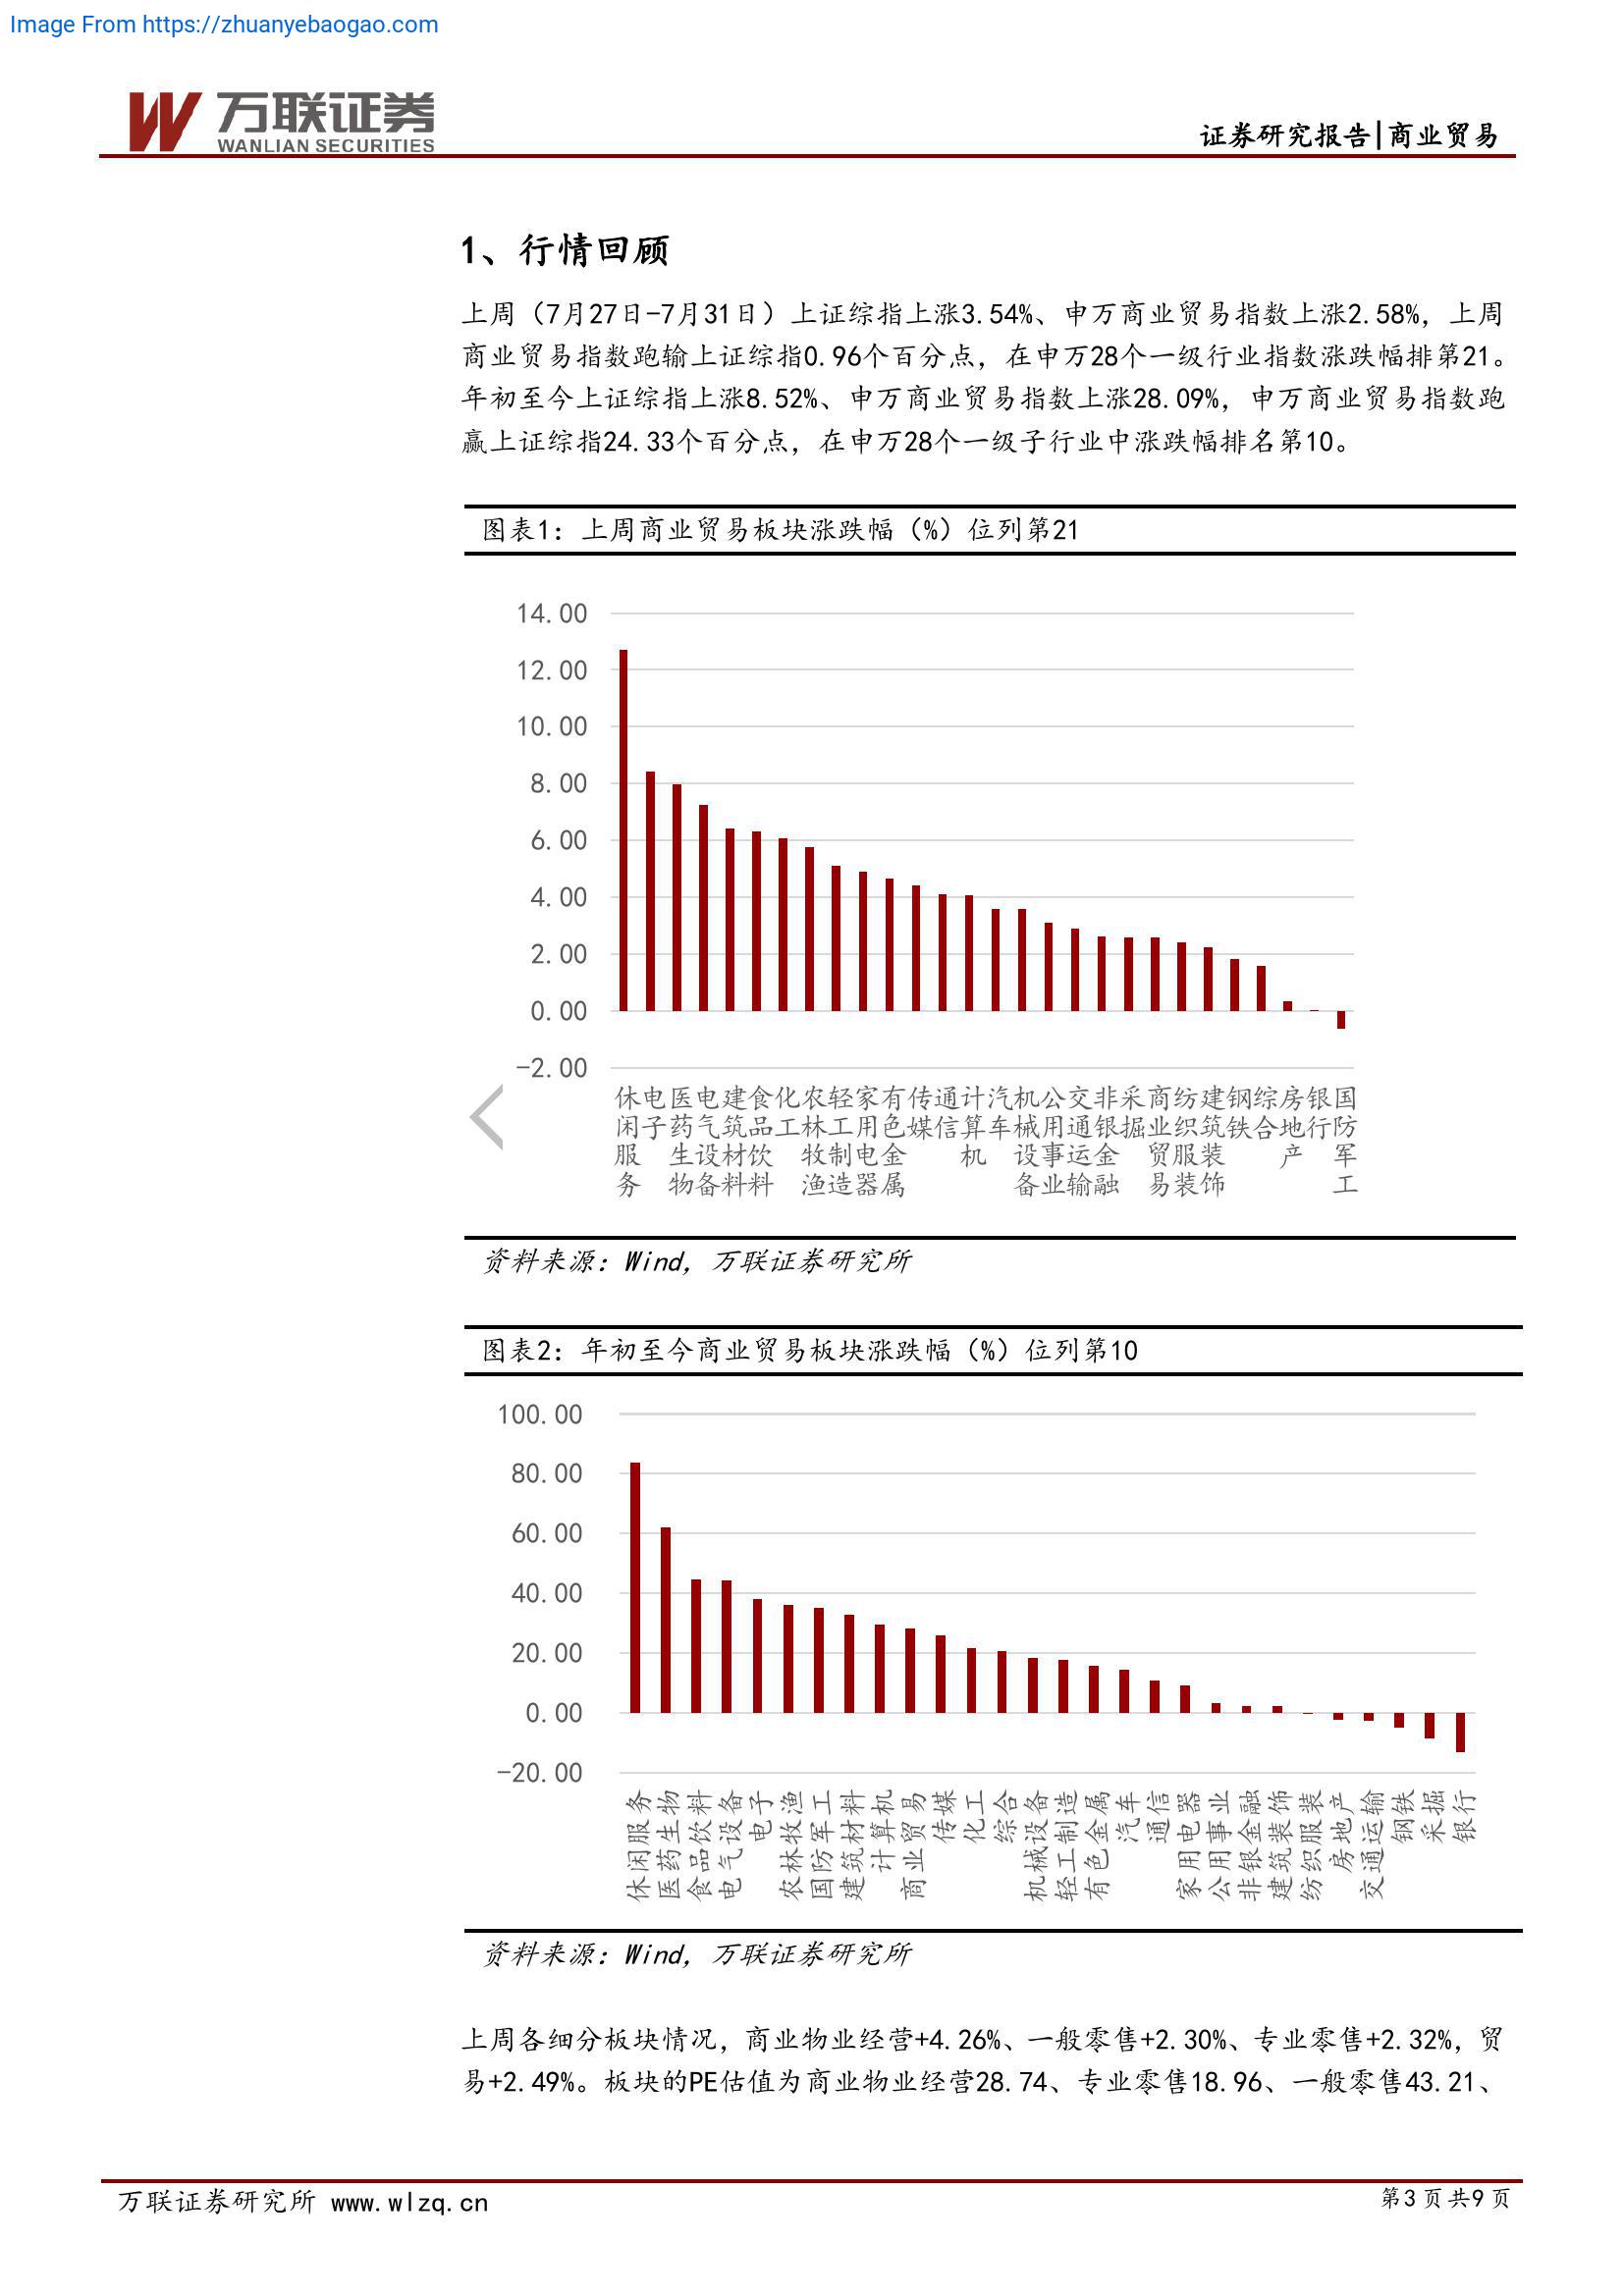 Image From https://zhuanyebaogao.com
万联证券
WANLIAN SECURITIES
证券研究报告|商业贸易
1、行情回顾
上周（7月27日-7月31日）上证综指上涨3.54%、申万商业贸易指数上涨2.58%，上周
商业贸易指数跑输上证综指0.96个百分点，在申万28个一级行业指数涨跌幅排第21。
年初至今上证综指上涨8.52%、申万商业贸易指数上涨28.09%，申万商业贸易指数跑
赢上证综指24.33个百分点，在申万28个一级子行业中涨跌幅排名第10。
图表1：上周商业贸易板块涨跌幅（%）位列第21
14.00
12.00
10.00
8.00
6.00
4.00
2.00
0.00
-2.00
休闲服务
电子
医药生物
电气设备
建筑材料
食品饮料
化工
农林牧渔
轻工制造
家用电器
有色金属
传媒
通信
计算机
汽车
机械设备
公用事业
交通运输
非银金融
采掘
商业贸易
纺织服装
建筑装饰
钢铁
综合
房地产
银行
国防军工
资料来源：Wind，万联证券研究所
图表2：年初至今商业贸易板块涨跌幅（%）位列第10
100.00
80.00
60.00
40.00
20.00
0.00
-20.00
休闲服务
医药生物
食品饮料
电气设备
电子
农林牧渔
国防军工
建筑材料
计算机
商业贸易
传媒
化工
综合
机械设备
轻工制造
有色金属
汽车
通信
家用电器
公用事业
非银金融
建筑装饰
纺织服装
房地产
交通运输
钢铁
采掘
银行
资料来源：Wind，万联证券研究所
上周各细分板块情况，商业物业经营+4.26%、一般零售+2.30%、专业零售+2.32%，贸
易+2.49%。板块的PE估值为商业物业经营28.74、专业零售18.96、一般零售43.21、
万联证券研究所 www.wlzq.cn
第3页共9页